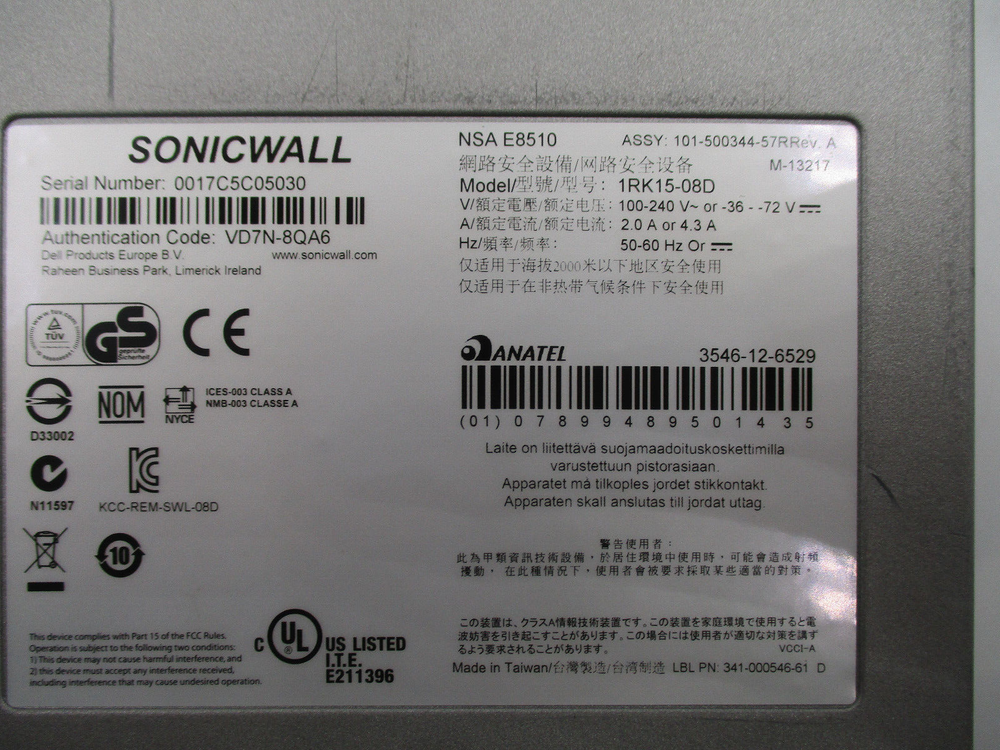 SONICWALL
Serial Number: 0017C5C05030
Authentication Code: VD7N-8QA6
Dell Products Europe B.V. www.sonicwall.com
Raheen Business Park, Limerick Ireland
NSA E8510 ASSY: 101-500344-57RRev. A
網路安全設備/网路安全设备 M-13217
Model/型號/型号: 1RK15-08D
V/額定電壓/额定电压: 100-240 V~ or -36 - -72 V
A/額定電流/额定电流: 2.0 A or 4.3 A
Hz/頻率/频率: 50-60 Hz Or
仅适用于海拔2000米以下地区安全使用
仅适用于在非热带气候条件下安全使用
TÜV
GS
geprüfte
Sicherheit
CE
D33002
NOM
NYCE
ICES-003 CLASS A
NMB-003 CLASSE A
N11597
KCC-REM-SWL-08D
10
ANATEL 3546-12-6529
(01) 07899489501435
Laite on liitettävä suojamaadoituskoskettimilla
varustettuun pistorasiaan.
Apparatet må tilkoples jordet stikkontakt.
Apparaten skall anslutas till jordat uttag.
警告使用者:
此為甲類資訊技術設備,於居住環境中使用時,可能會造成射頻
擾動,在此種情況下,使用者會被要求採取某些適當的對策。
この装置は、クラスA情報技術装置です。この装置を家庭環境で使用すると電
波妨害を引き起こすことがあります。この場合には使用者が適切な対策を講ず
るよう要求されることがあります。 VCCI-A
Made in Taiwan/台灣製造/台湾制造 LBL PN: 341-000546-61 D
This device complies with Part 15 of the FCC Rules.
Operation is subject to the following two conditions:
1) This device may not cause harmful interference, and
2) this device must accept any interference received,
including interference that may cause undesired operation.
C UL US LISTED
I.T.E.
E211396